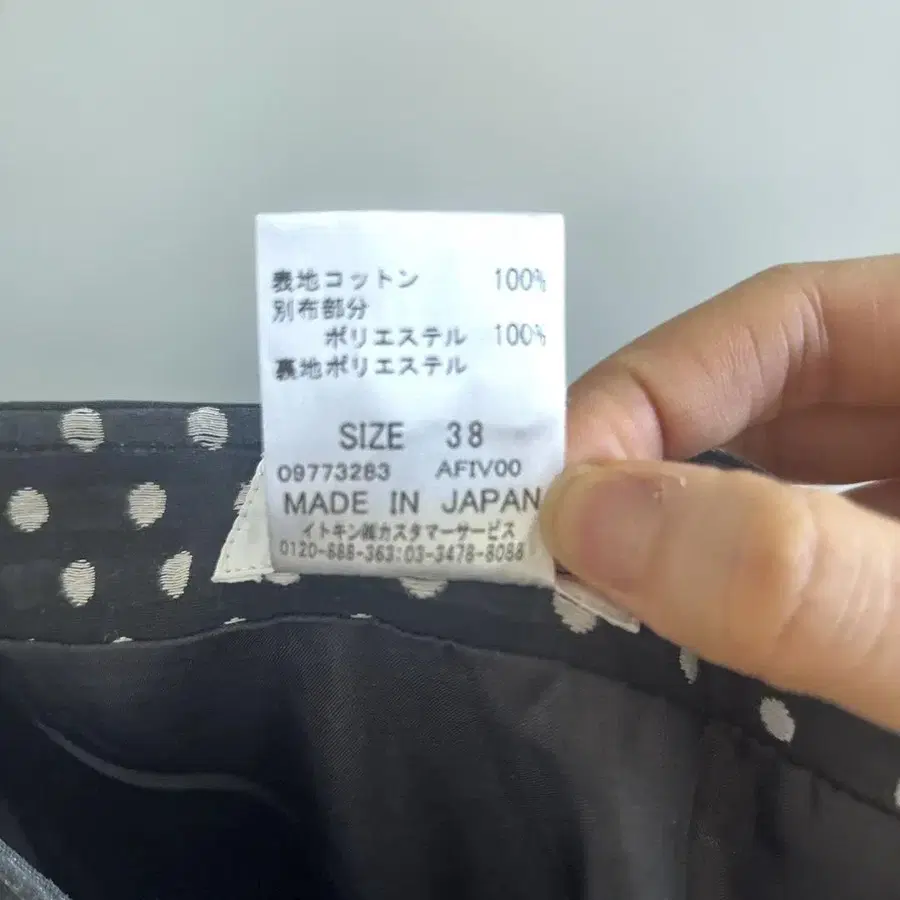 表地コットン 100%
別布部分
ポリエステル 100%
裏地ポリエステル
SIZE 38
09773283 AFIV00
MADE IN JAPAN
イトキン㈱カスタマーサービス
0120-888-363:03-3478-8088